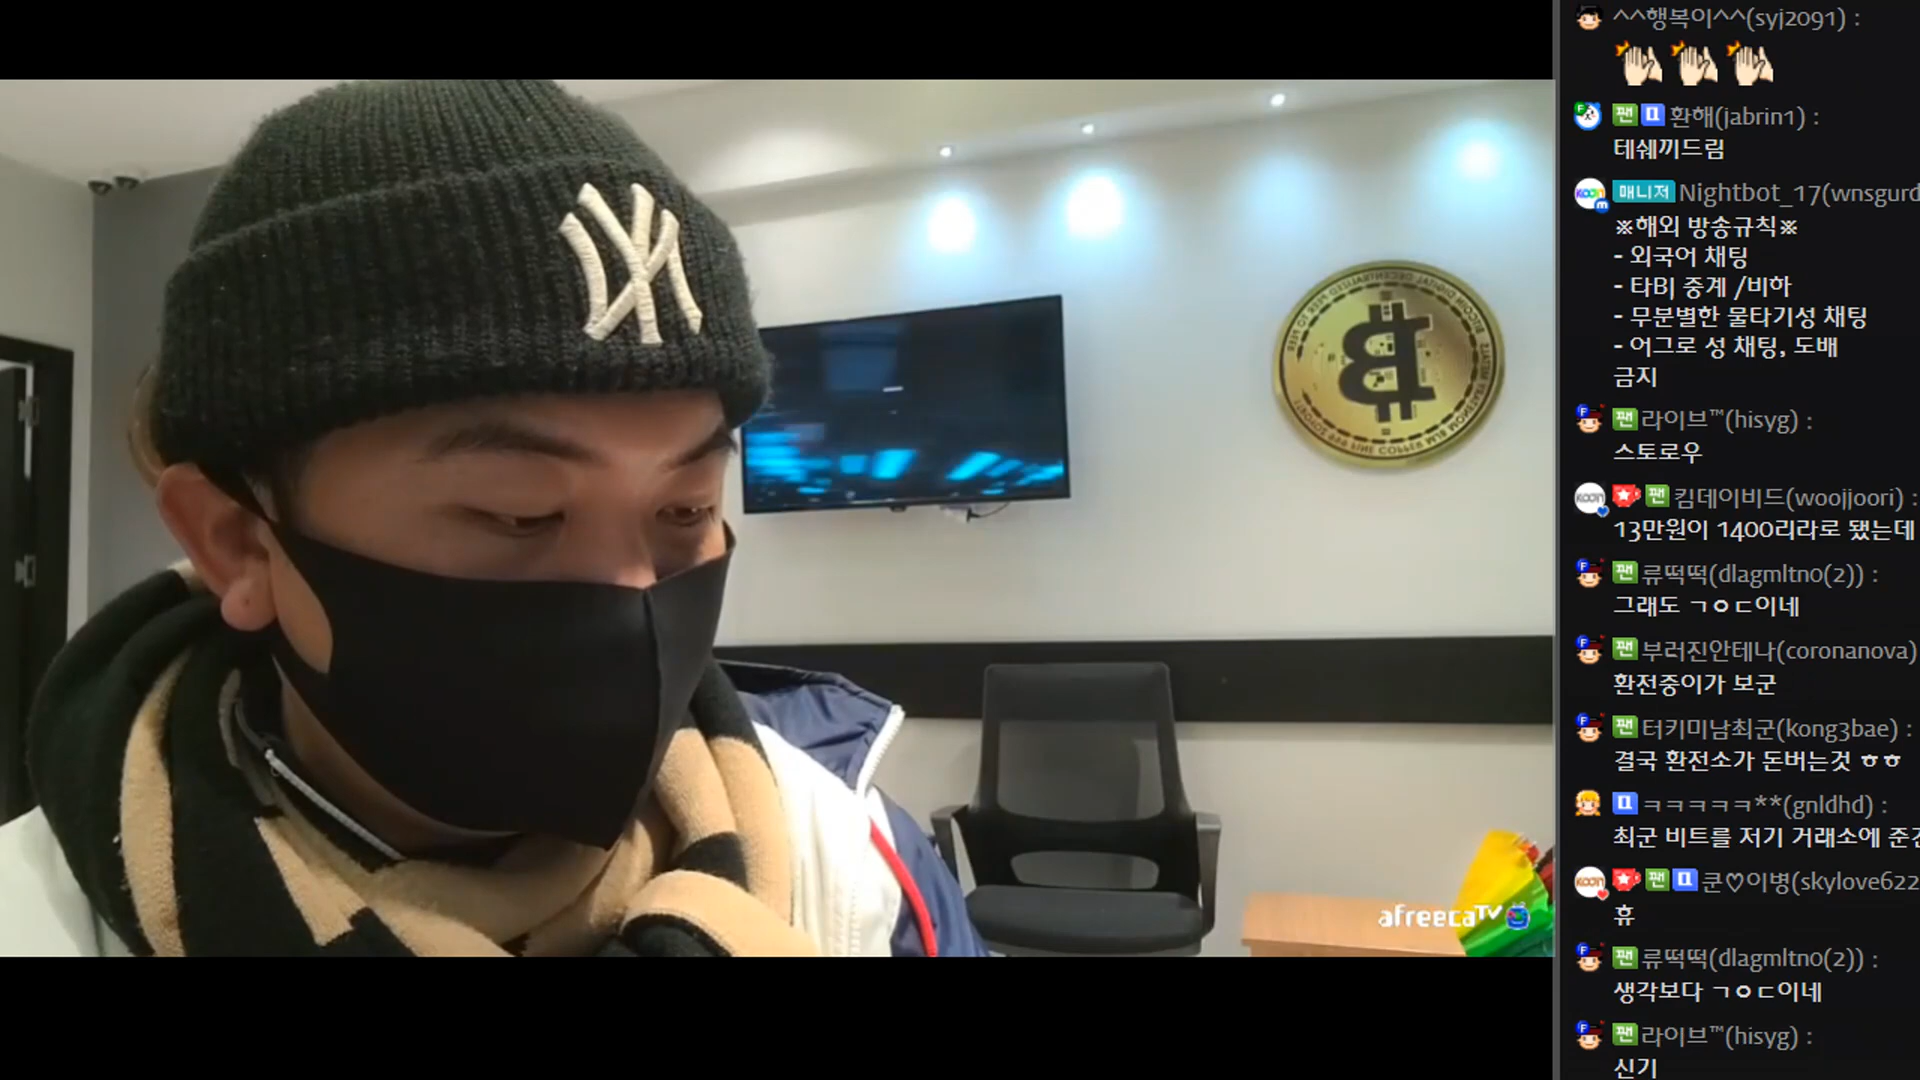 NY
afreecaTV
^^행복이^^(syj2091) :
팬 환해(jabrin1) :
테쉐끼드림
매니저 Nightbot_17(wnsgurd
※해외 방송규칙※
- 외국어 채팅
- 타BJ 중계 /비하
- 무분별한 물타기성 채팅
- 어그로 성 채팅, 도배
금지
팬 라이브™(hisyg) :
스토로우
팬 킴데이비드(woojjoori) :
13만원이 1400리라로 됐는데
팬 류떡떡(dlagmltn0(2)) :
그래도 ㄱㅇㄷ이네
팬 부러진안테나(coronanova)
환전중이가 보군
팬 터키미남최군(kong3bae) :
결국 환전소가 돈버는것 ㅎㅎ
ㅋㅋㅋㅋㅋ**(gnldhd) :
최군 비트를 저기 거래소에 준
팬 쿤♡이병(skylove622
휴
팬 류떡떡(dlagmltn0(2)) :
생각보다 ㄱㅇㄷ이네
팬 라이브™(hisyg) :
신기